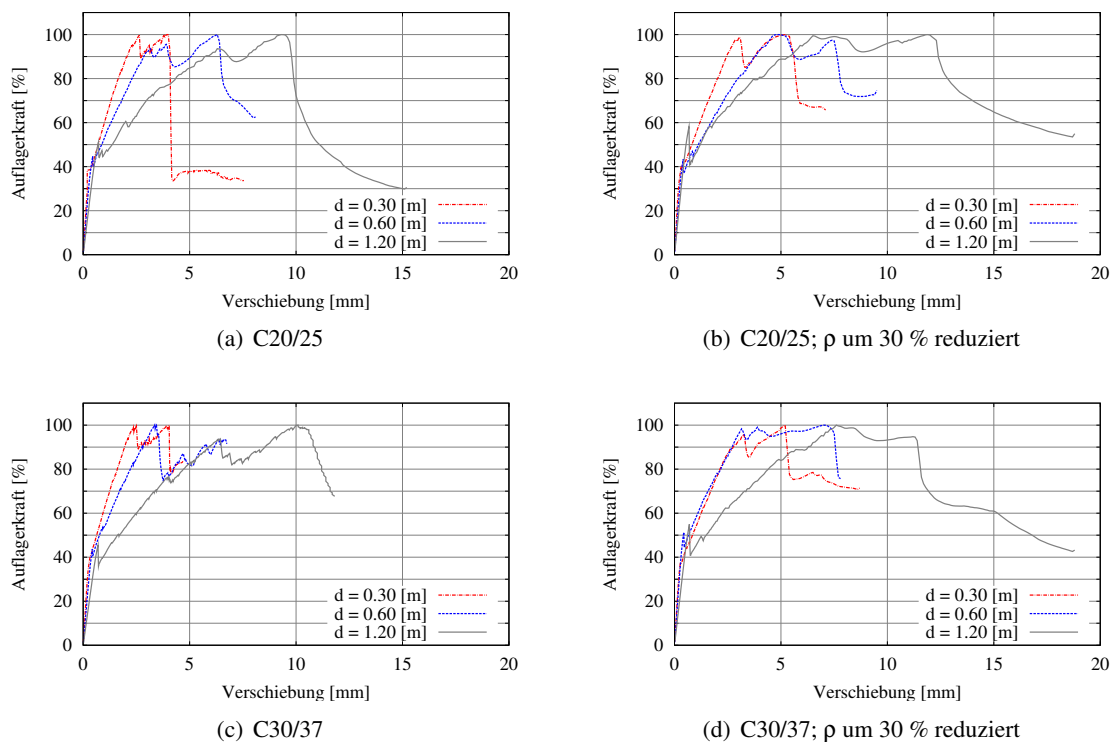 100
80
60
40
20
0
Auflagerkraft [%]
d = 0.30 [m]
d = 0.60 [m]
d = 1.20 [m]
0 5 10 15 20
Verschiebung [mm]
(a) C20/25
100
80
60
40
20
0
Auflagerkraft [%]
d = 0.30 [m]
d = 0.60 [m]
d = 1.20 [m]
0 5 10 15 20
Verschiebung [mm]
(b) C20/25; ρ um 30 % reduziert
100
80
60
40
20
0
Auflagerkraft [%]
d = 0.30 [m]
d = 0.60 [m]
d = 1.20 [m]
0 5 10 15 20
Verschiebung [mm]
(c) C30/37
100
80
60
40
20
0
Auflagerkraft [%]
d = 0.30 [m]
d = 0.60 [m]
d = 1.20 [m]
0 5 10 15 20
Verschiebung [mm]
(d) C30/37; ρ um 30 % reduziert